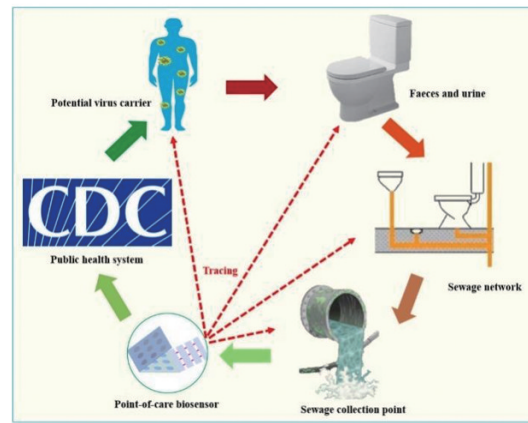 Potential virus carrier
Faeces and urine
CDC
Public health system
Tracing
Sewage network
Point-of-care biosensor
Sewage collection point